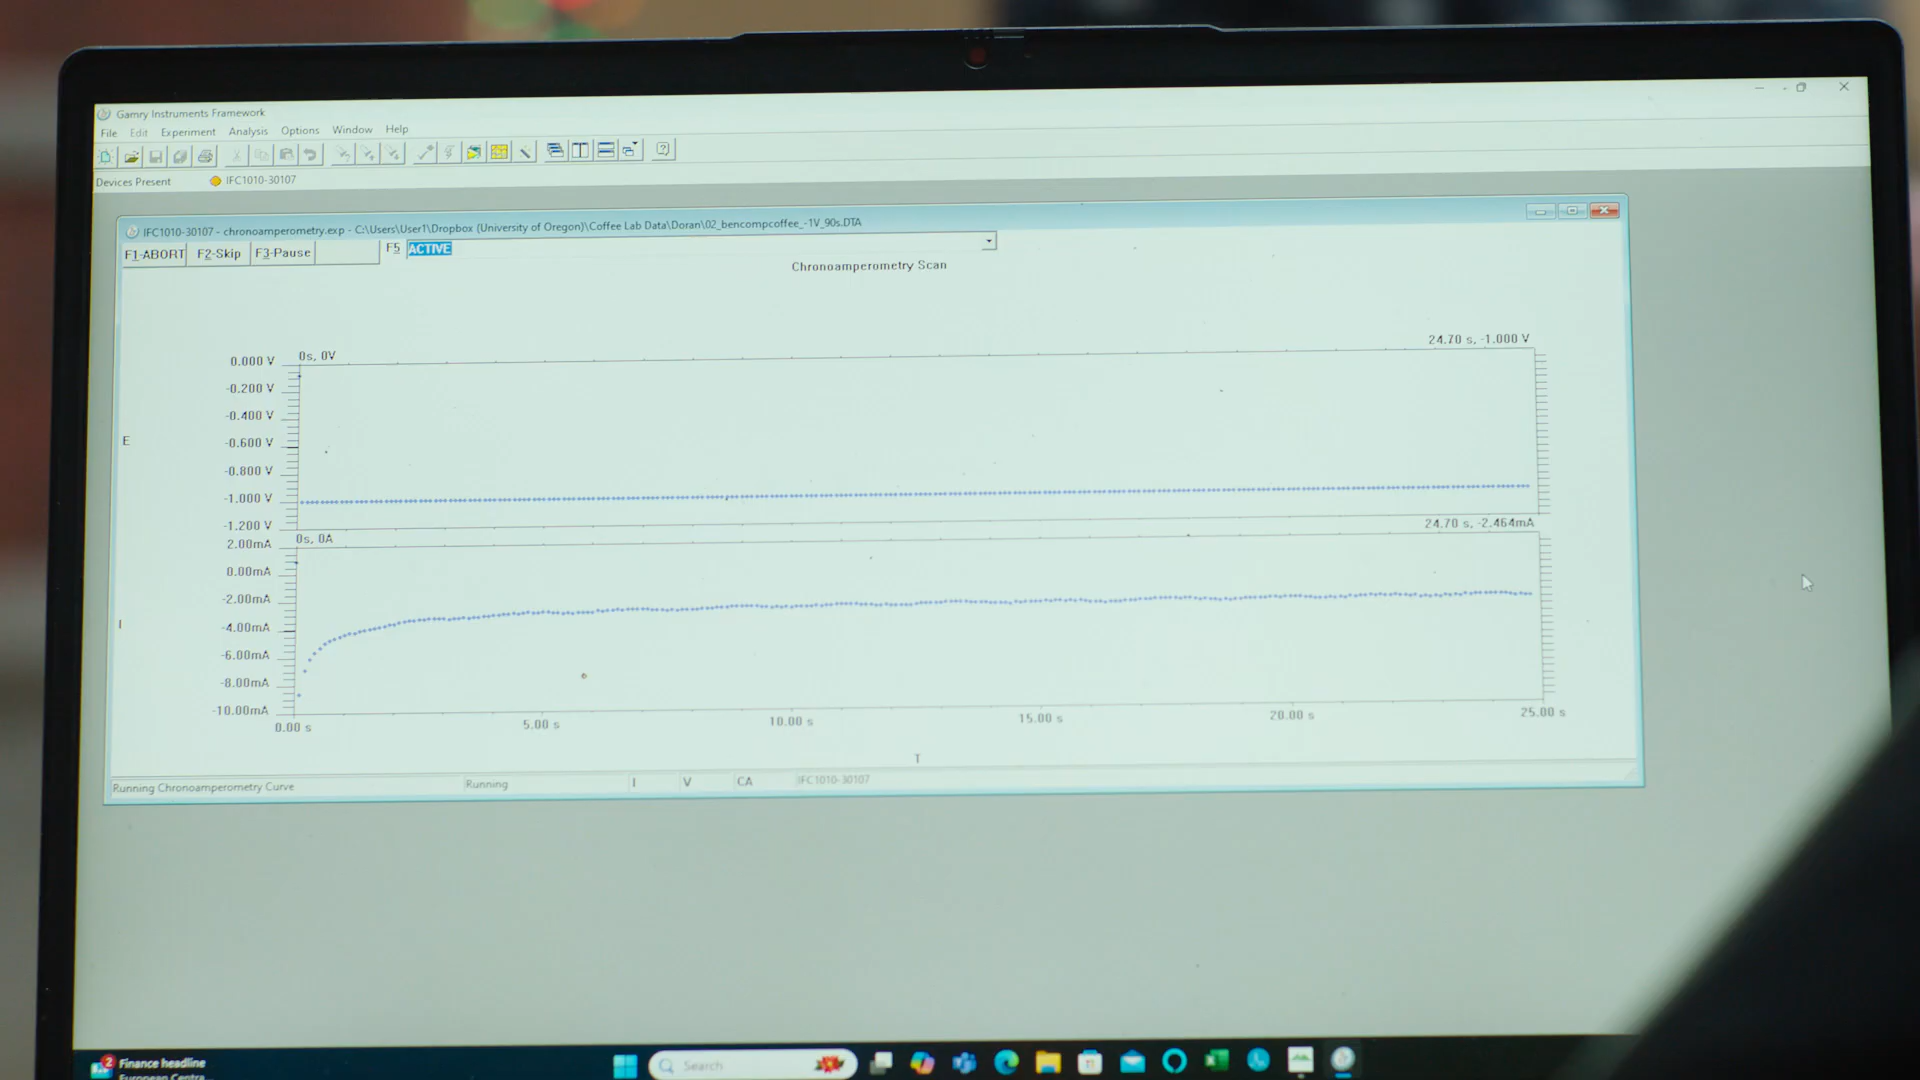 Gamry Instruments Framework
File Edit Experiment Analysis Options Window Help
Devices Present IFC1010-30107
IFC1010-30107 - chronoamperometry.exp - C:\Users\User1\Dropbox (University of Oregon)\Coffee Lab Data\Doran\02_bencompcoffee_-1V_90s.DTA
F1-ABORT F2-Skip F3-Pause F5 ACTIVE
Chronoamperometry Scan
0s, 0V
24.70 s, -1.000 V
0.000 V
-0.200 V
-0.400 V
E
-0.600 V
-0.800 V
-1.000 V
-1.200 V
0s, 0A
24.70 s, -2.464mA
2.00mA
0.00mA
-2.00mA
I
-4.00mA
-6.00mA
-8.00mA
-10.00mA
0.00 s 5.00 s 10.00 s 15.00 s 20.00 s 25.00 s
T
Running Chronoamperometry Curve Running I V CA IFC1010-30107
2
Finance headline
European Centra...
Search